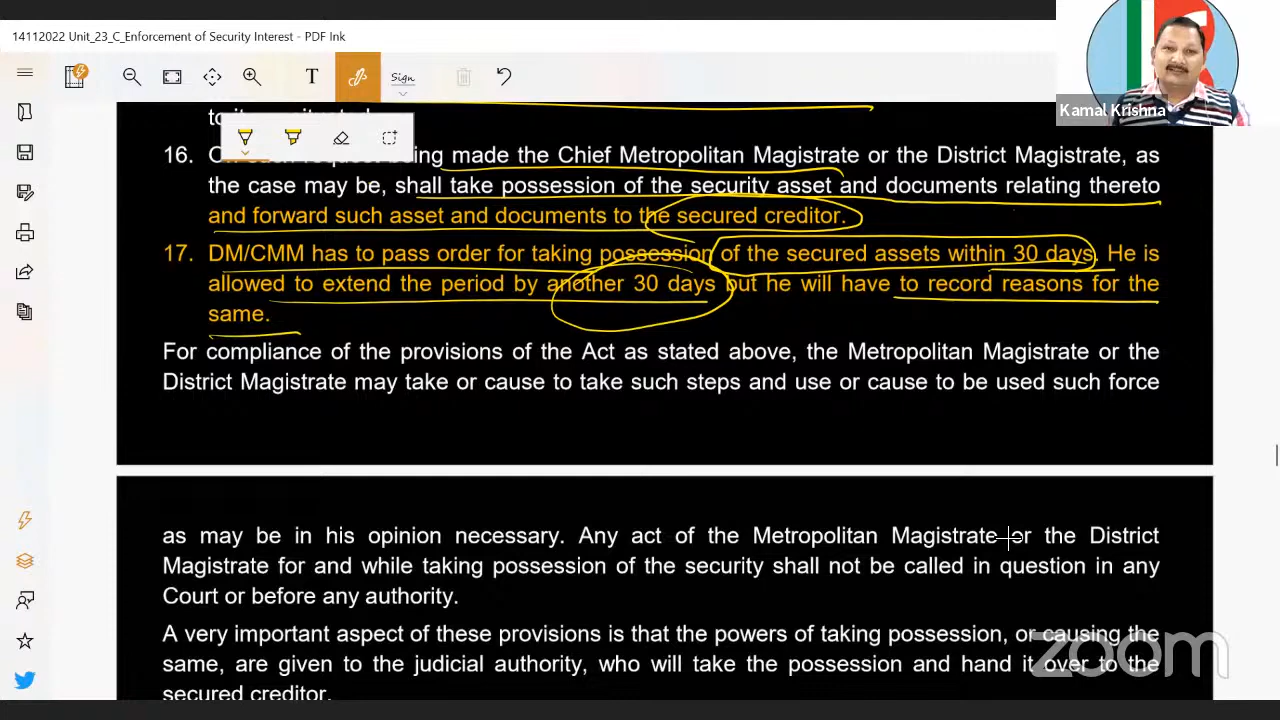 14112022 Unit_23_C_Enforcement of Security Interest - PDF Ink
T
Sign
Kamal Krishna
16. made the Chief Metropolitan Magistrate or the District Magistrate, as
the case may be, shall take possession of the security asset and documents relating thereto
and forward such asset and documents to the secured creditor.
17. DM/CMM has to pass order for taking possession of the secured assets within 30 days. He is
allowed to extend the period by another 30 days but he will have to record reasons for the
same.
For compliance of the provisions of the Act as stated above, the Metropolitan Magistrate or the
District Magistrate may take or cause to take such steps and use or cause to be used such force
as may be in his opinion necessary. Any act of the Metropolitan Magistrate or the District
Magistrate for and while taking possession of the security shall not be called in question in any
Court or before any authority.
A very important aspect of these provisions is that the powers of taking possession, or causing the
same, are given to the judicial authority, who will take the possession and hand it over to the
secured creditor.
zoom